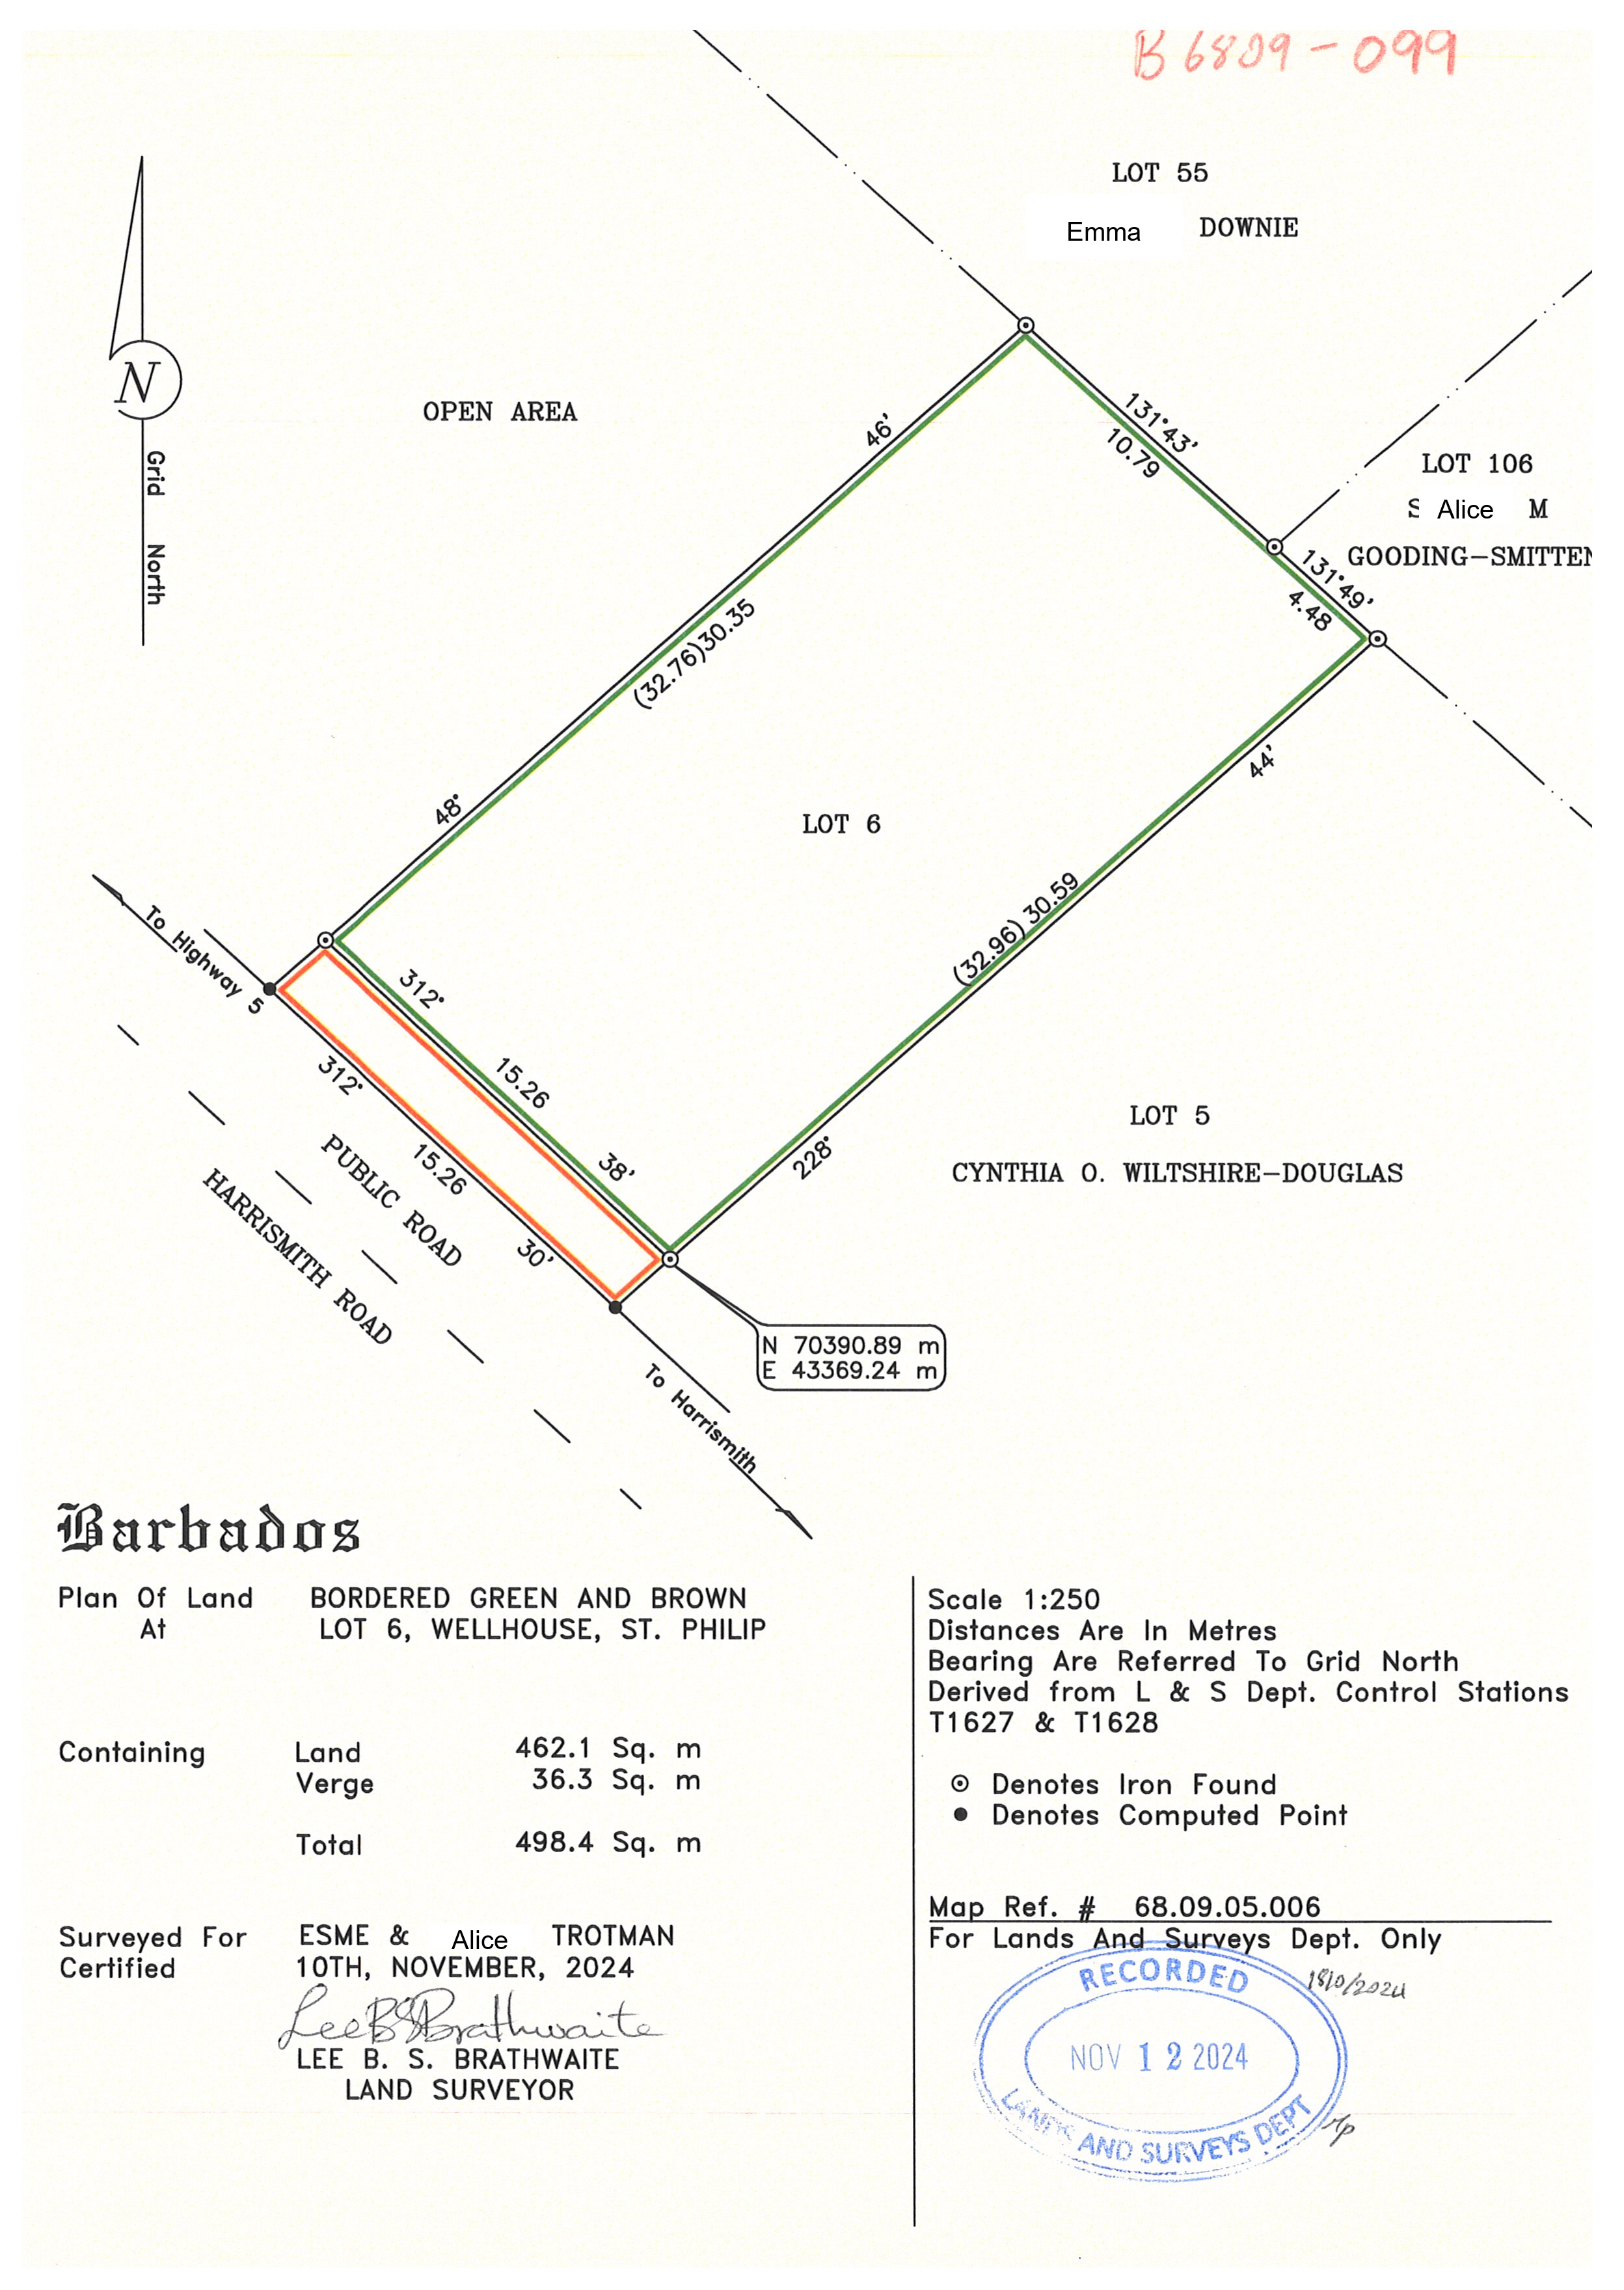 B 6809-099
LOT 55
Emma DOWNIE
N
Grid North
OPEN AREA
46'
131°43'
10.79
LOT 106
S Alice M
GOODING-SMITTEN
131°49'
4.48
(32.76)30.35
48°
LOT 6
44'
(32.96) 30.59
228°
To Highway 5
312°
15.26
38'
312°
15.26
30'
PUBLIC ROAD
HARRISMITH ROAD
LOT 5
CYNTHIA O. WILTSHIRE-DOUGLAS
N 70390.89 m
E 43369.24 m
To Harrismith
Barbados
Plan Of Land BORDERED GREEN AND BROWN
At LOT 6, WELLHOUSE, ST. PHILIP
Containing Land 462.1 Sq. m
Verge 36.3 Sq. m
Total 498.4 Sq. m
Surveyed For ESME & Alice TROTMAN
Certified 10TH, NOVEMBER, 2024
Lee B S Brathwaite
LEE B. S. BRATHWAITE
LAND SURVEYOR
Scale 1:250
Distances Are In Metres
Bearing Are Referred To Grid North
Derived from L & S Dept. Control Stations
T1627 & T1628
Denotes Iron Found
Denotes Computed Point
Map Ref. # 68.09.05.006
For Lands And Surveys Dept. Only
RECORDED
NOV 12 2024
LANDS AND SURVEYS DEPT